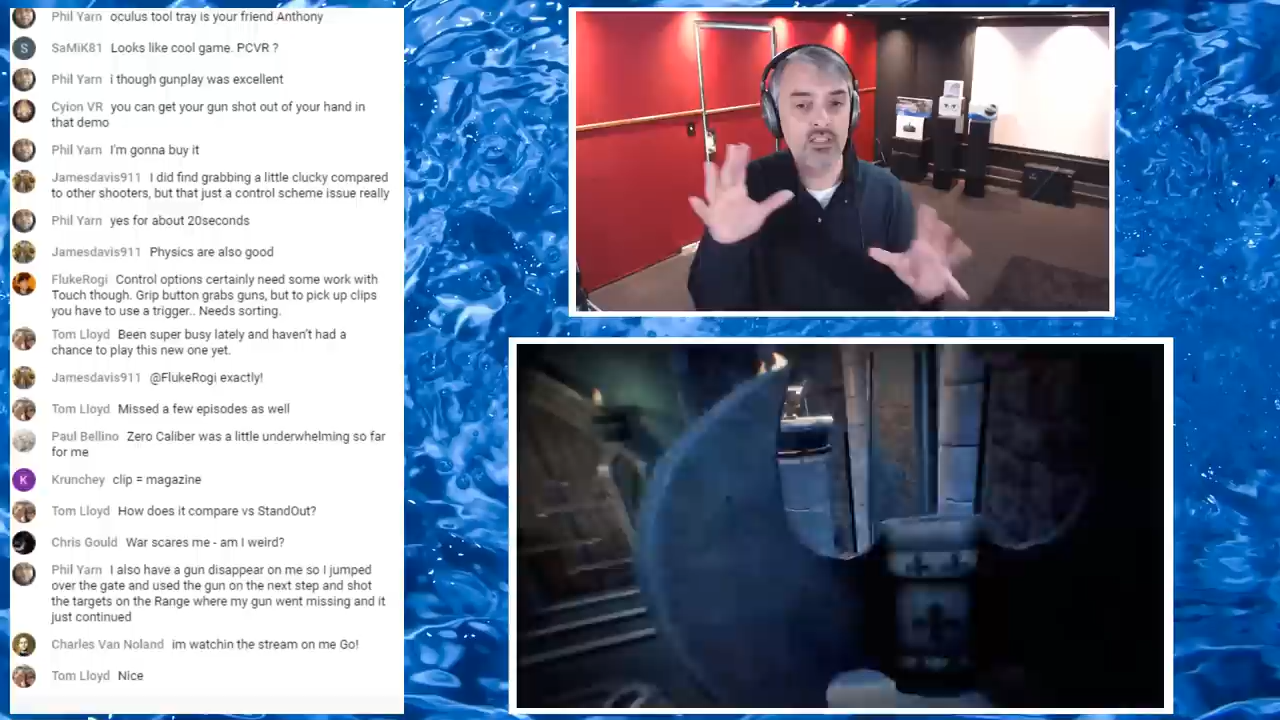 Phil Yarn oculus tool tray is your friend Anthony
S SaMiK81 Looks like cool game. PCVR ?
Phil Yarn i though gunplay was excellent
Cyion VR you can get your gun shot out of your hand in
that demo
Phil Yarn I'm gonna buy it
Jamesdavis911 I did find grabbing a little clucky compared
to other shooters, but that just a control scheme issue really
Phil Yarn yes for about 20seconds
Jamesdavis911 Physics are also good
FlukeRogi Control options certainly need some work with
Touch though. Grip button grabs guns, but to pick up clips
you have to use a trigger.. Needs sorting.
Tom Lloyd Been super busy lately and haven't had a
chance to play this new one yet.
Jamesdavis911 @FlukeRogi exactly!
Tom Lloyd Missed a few episodes as well
Paul Bellino Zero Caliber was a little underwhelming so far
for me
K Krunchey clip = magazine
Tom Lloyd How does it compare vs StandOut?
Chris Gould War scares me - am I weird?
Phil Yarn I also have a gun disappear on me so I jumped
over the gate and used the gun on the next step and shot
the targets on the Range where my gun went missing and it
just continued
Charles Van Noland im watchin the stream on me Go!
Tom Lloyd Nice